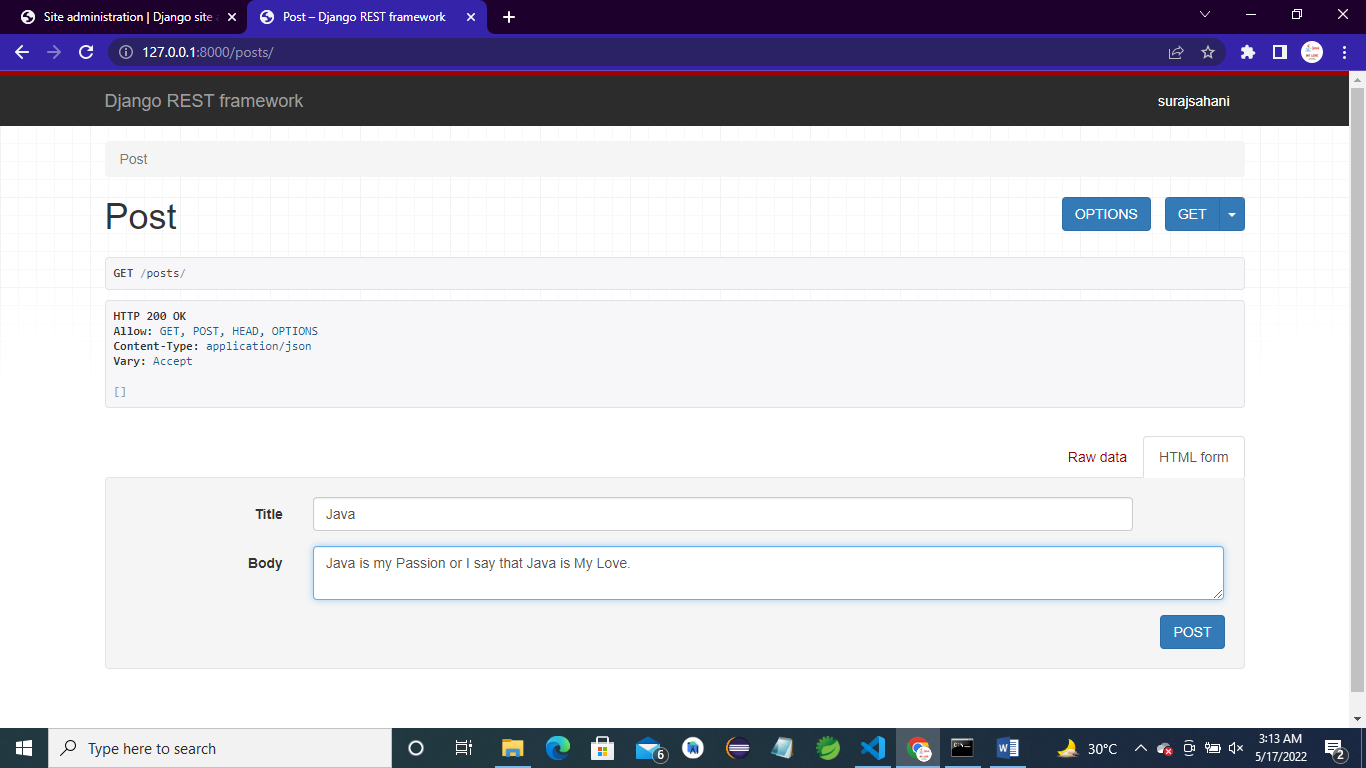 Site administration | Django site a
Post – Django REST framework
127.0.0.1:8000/posts/
Django REST framework
surajsahani
Post
Post
OPTIONS
GET
GET /posts/
HTTP 200 OK
Allow: GET, POST, HEAD, OPTIONS
Content-Type: application/json
Vary: Accept
[]
Raw data
HTML form
Title
Java
Body
Java is my Passion or I say that Java is My Love.
POST
Type here to search
6
30°C
3:13 AM
5/17/2022
2